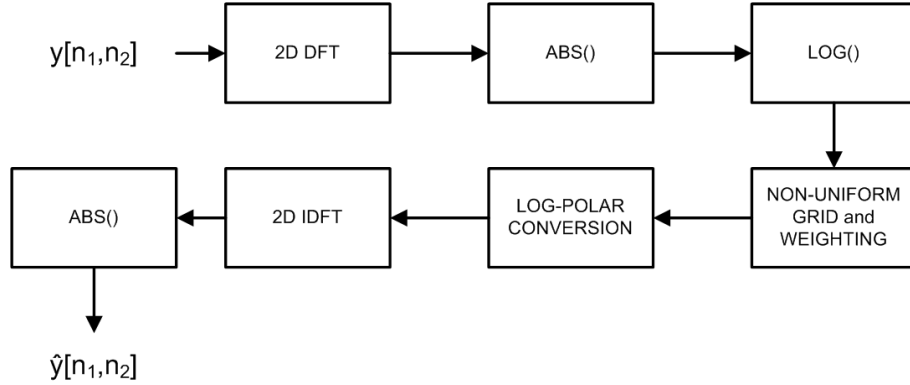 y[n₁,n₂]
2D DFT
ABS()
LOG()
NON-UNIFORM
GRID and
WEIGHTING
LOG-POLAR
CONVERSION
2D IDFT
ABS()
ŷ[n₁,n₂]